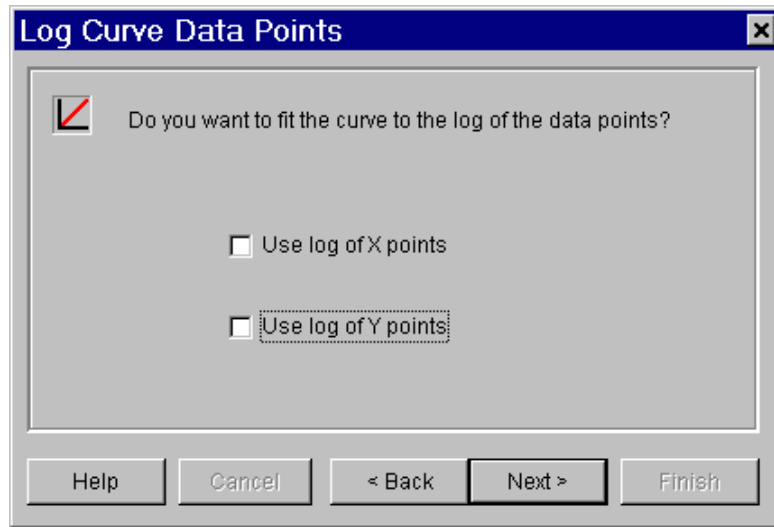 Log Curve Data Points
Do you want to fit the curve to the log of the data points?
Use log of X points
Use log of Y points
Help
Cancel
< Back
Next >
Finish